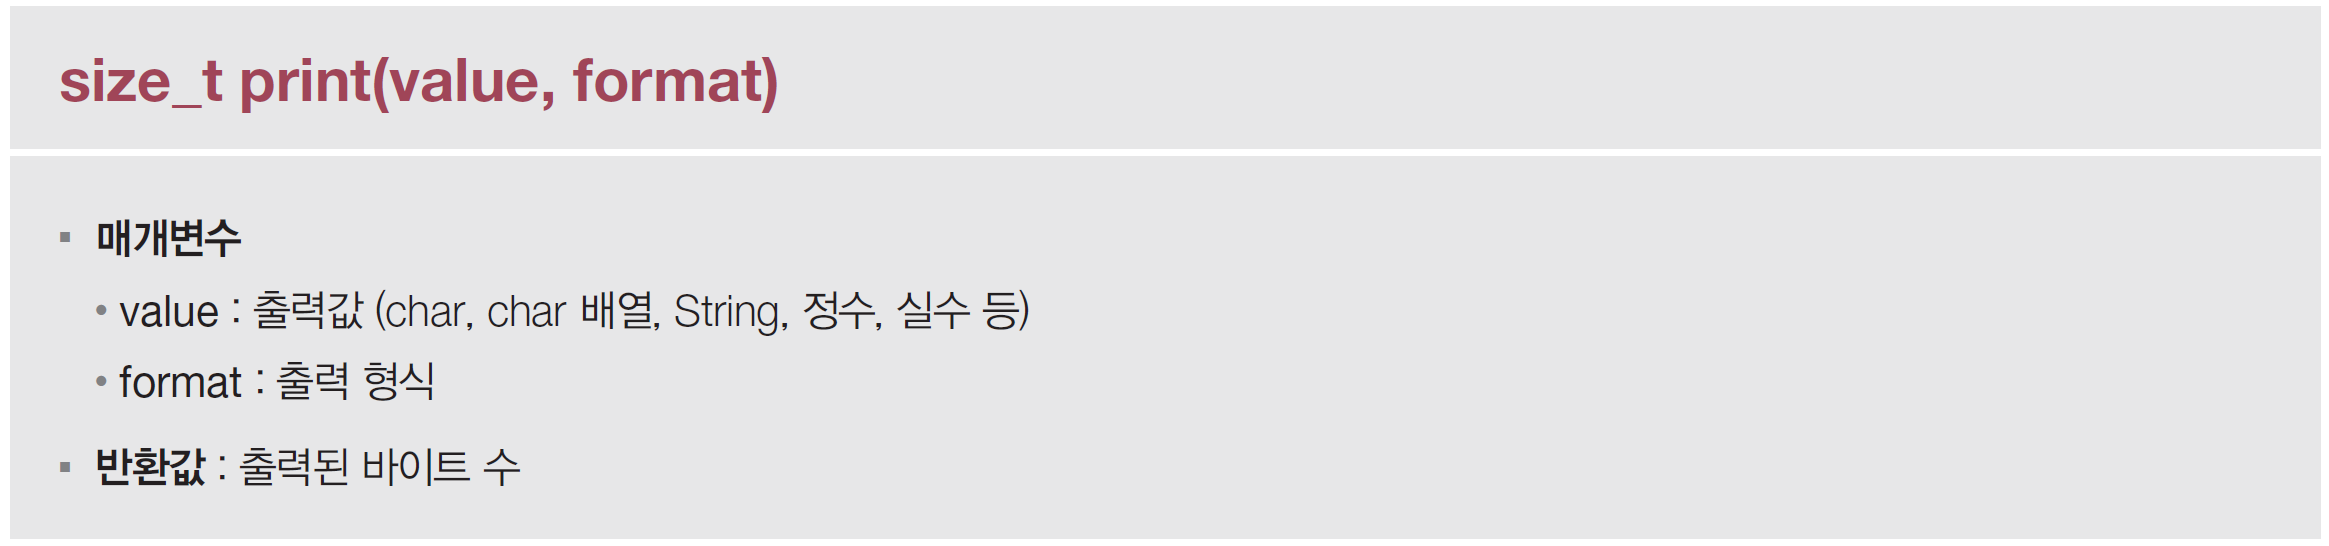 size_t print(value, format)
▪ 매개변수
• value : 출력값 (char, char 배열, String, 정수, 실수 등)
• format : 출력 형식
▪ 반환값 : 출력된 바이트 수